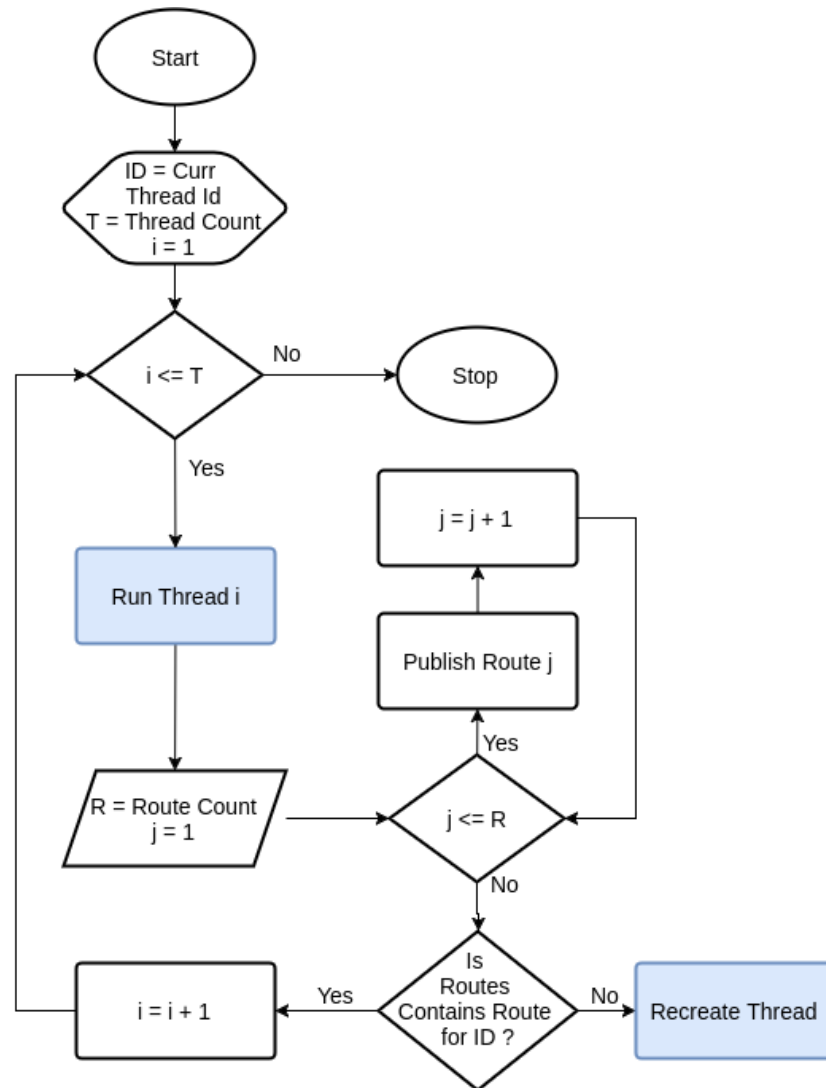 Start
ID = Curr
Thread Id
T = Thread Count
i = 1
i <= T
No
Stop
Yes
j = j + 1
Run Thread i
Publish Route j
Yes
R = Route Count
j = 1
j <= R
No
Is
Routes
Contains Route
for ID ?
Yes
No
i = i + 1
Recreate Thread